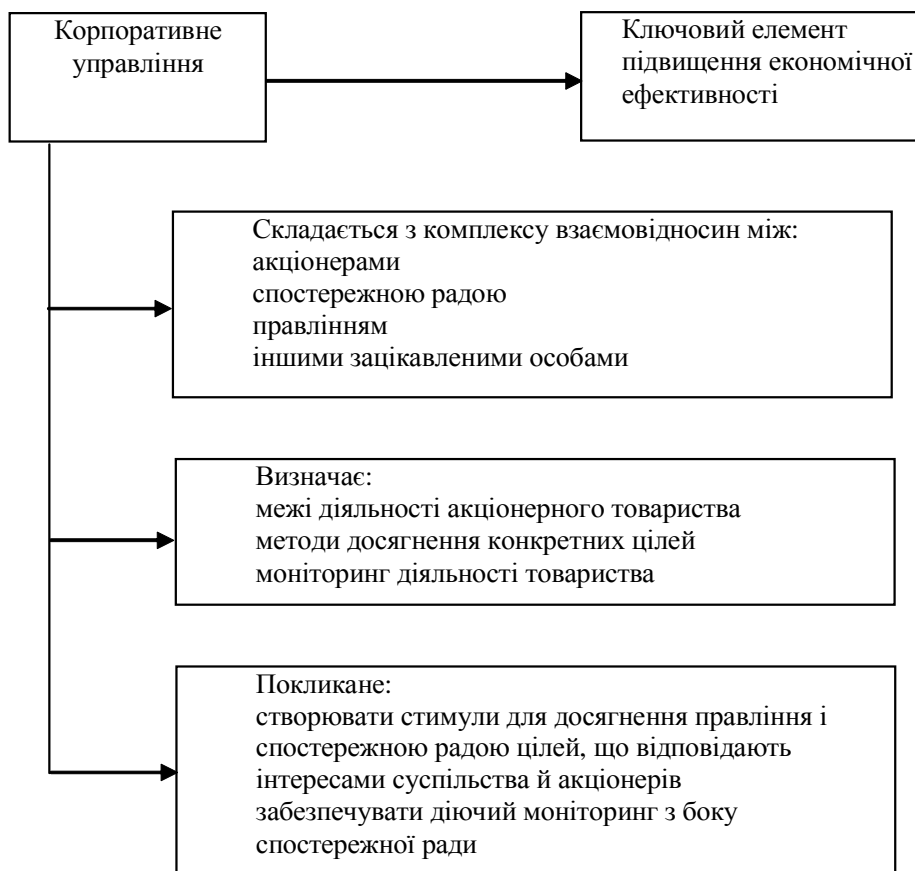 Корпоративне
управління
Ключовий елемент
підвищення економічної
ефективності
Складається з комплексу взаємовідносин між:
акціонерами
спостережною радою
правлінням
іншими зацікавленими особами
Визначає:
межі діяльності акціонерного товариства
методи досягнення конкретних цілей
моніторинг діяльності товариства
Покликане:
створювати стимули для досягнення правління і
спостережною радою цілей, що відповідають
інтересами суспільства й акціонерів
забезпечувати діючий моніторинг з боку
спостережної ради